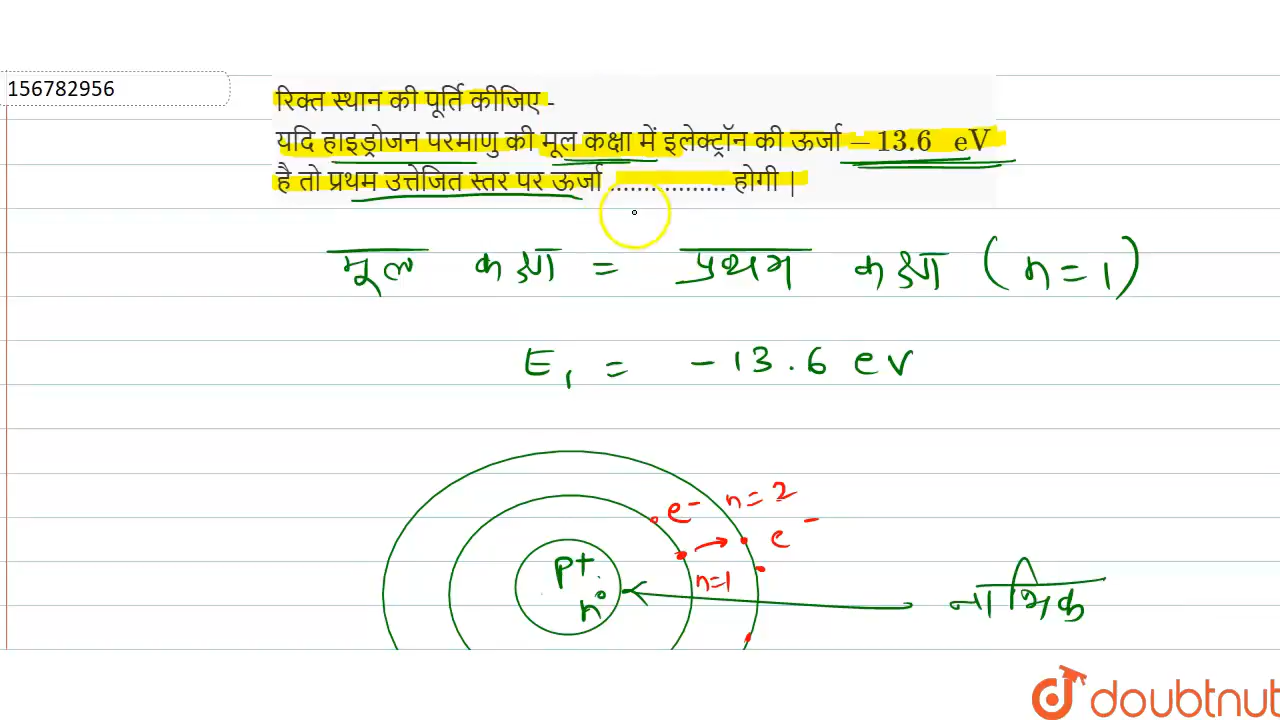 156782956
रिक्त स्थान की पूर्ति कीजिए -
यदि हाइड्रोजन परमाणु की मूल कक्षा में इलेक्ट्रॉन की ऊर्जा −13.6 eV
है तो प्रथम उत्तेजित स्तर पर ऊर्जा ................. होगी |
मूल कक्षा = प्रथम कक्षा (n=1)
E₁ = -13.6 eV
e⁻ n=2
e⁻
P+
n=1
n⁰
नाभिक
doubtnut